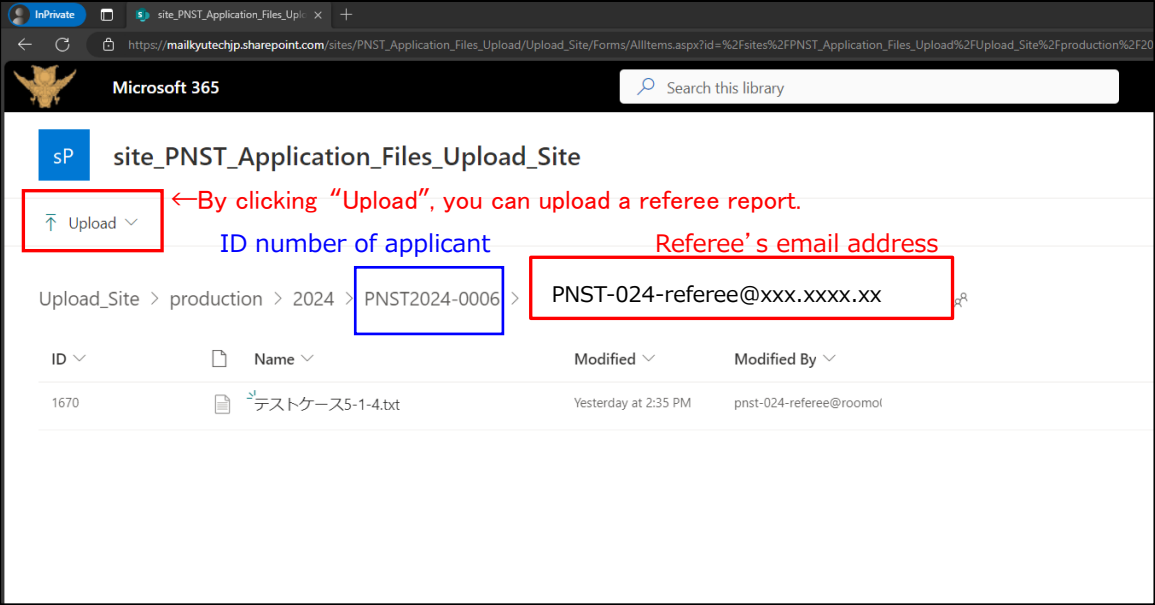 InPrivate
site_PNST_Application_Files_Uplo
https://mailkyutechjp.sharepoint.com/sites/PNST_Application_Files_Upload/Upload_Site/Forms/AllItems.aspx?id=%2Fsites%2FPNST_Application_Files_Upload%2FUpload_Site%2Fproduction%2F20
Microsoft 365
Search this library
sP
site_PNST_Application_Files_Upload_Site
←By clicking “Upload”, you can upload a referee report.
Upload
ID number of applicant
Referee’s email address
Upload_Site > production > 2024 > PNST2024-0006 > PNST-024-referee@xxx.xxxx.xx
ID Name Modified Modified By
1670 テストケース5-1-4.txt Yesterday at 2:35 PM pnst-024-referee@roomo(